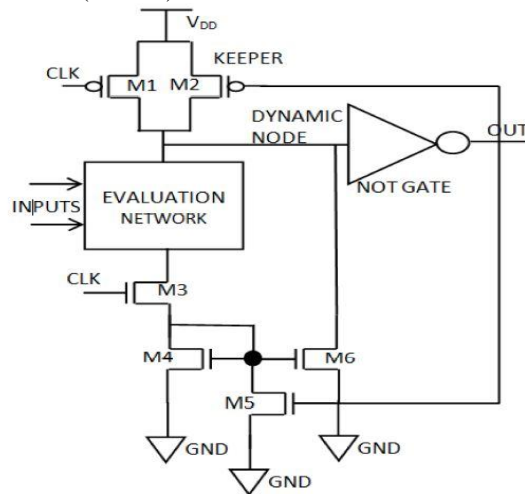 V_DD
KEEPER
CLK
M1
M2
DYNAMIC
NODE
OUT
NOT GATE
EVALUATION
NETWORK
INPUTS
CLK
M3
M4
M6
M5
GND
GND
GND